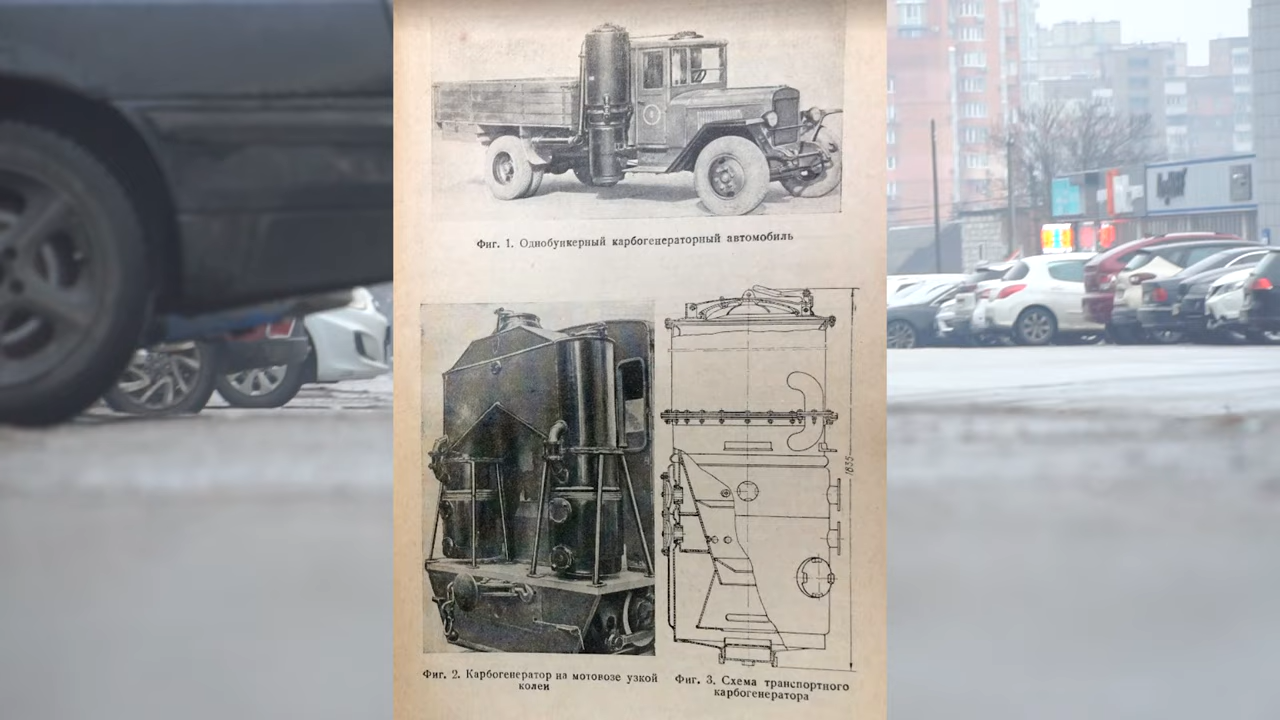 Фиг. 1. Однобункерный карбогенераторный автомобиль
1835
Фиг. 2. Карбогенератор на мотовозе узкой
колеи
Фиг. 3. Схема транспортного
карбогенератора